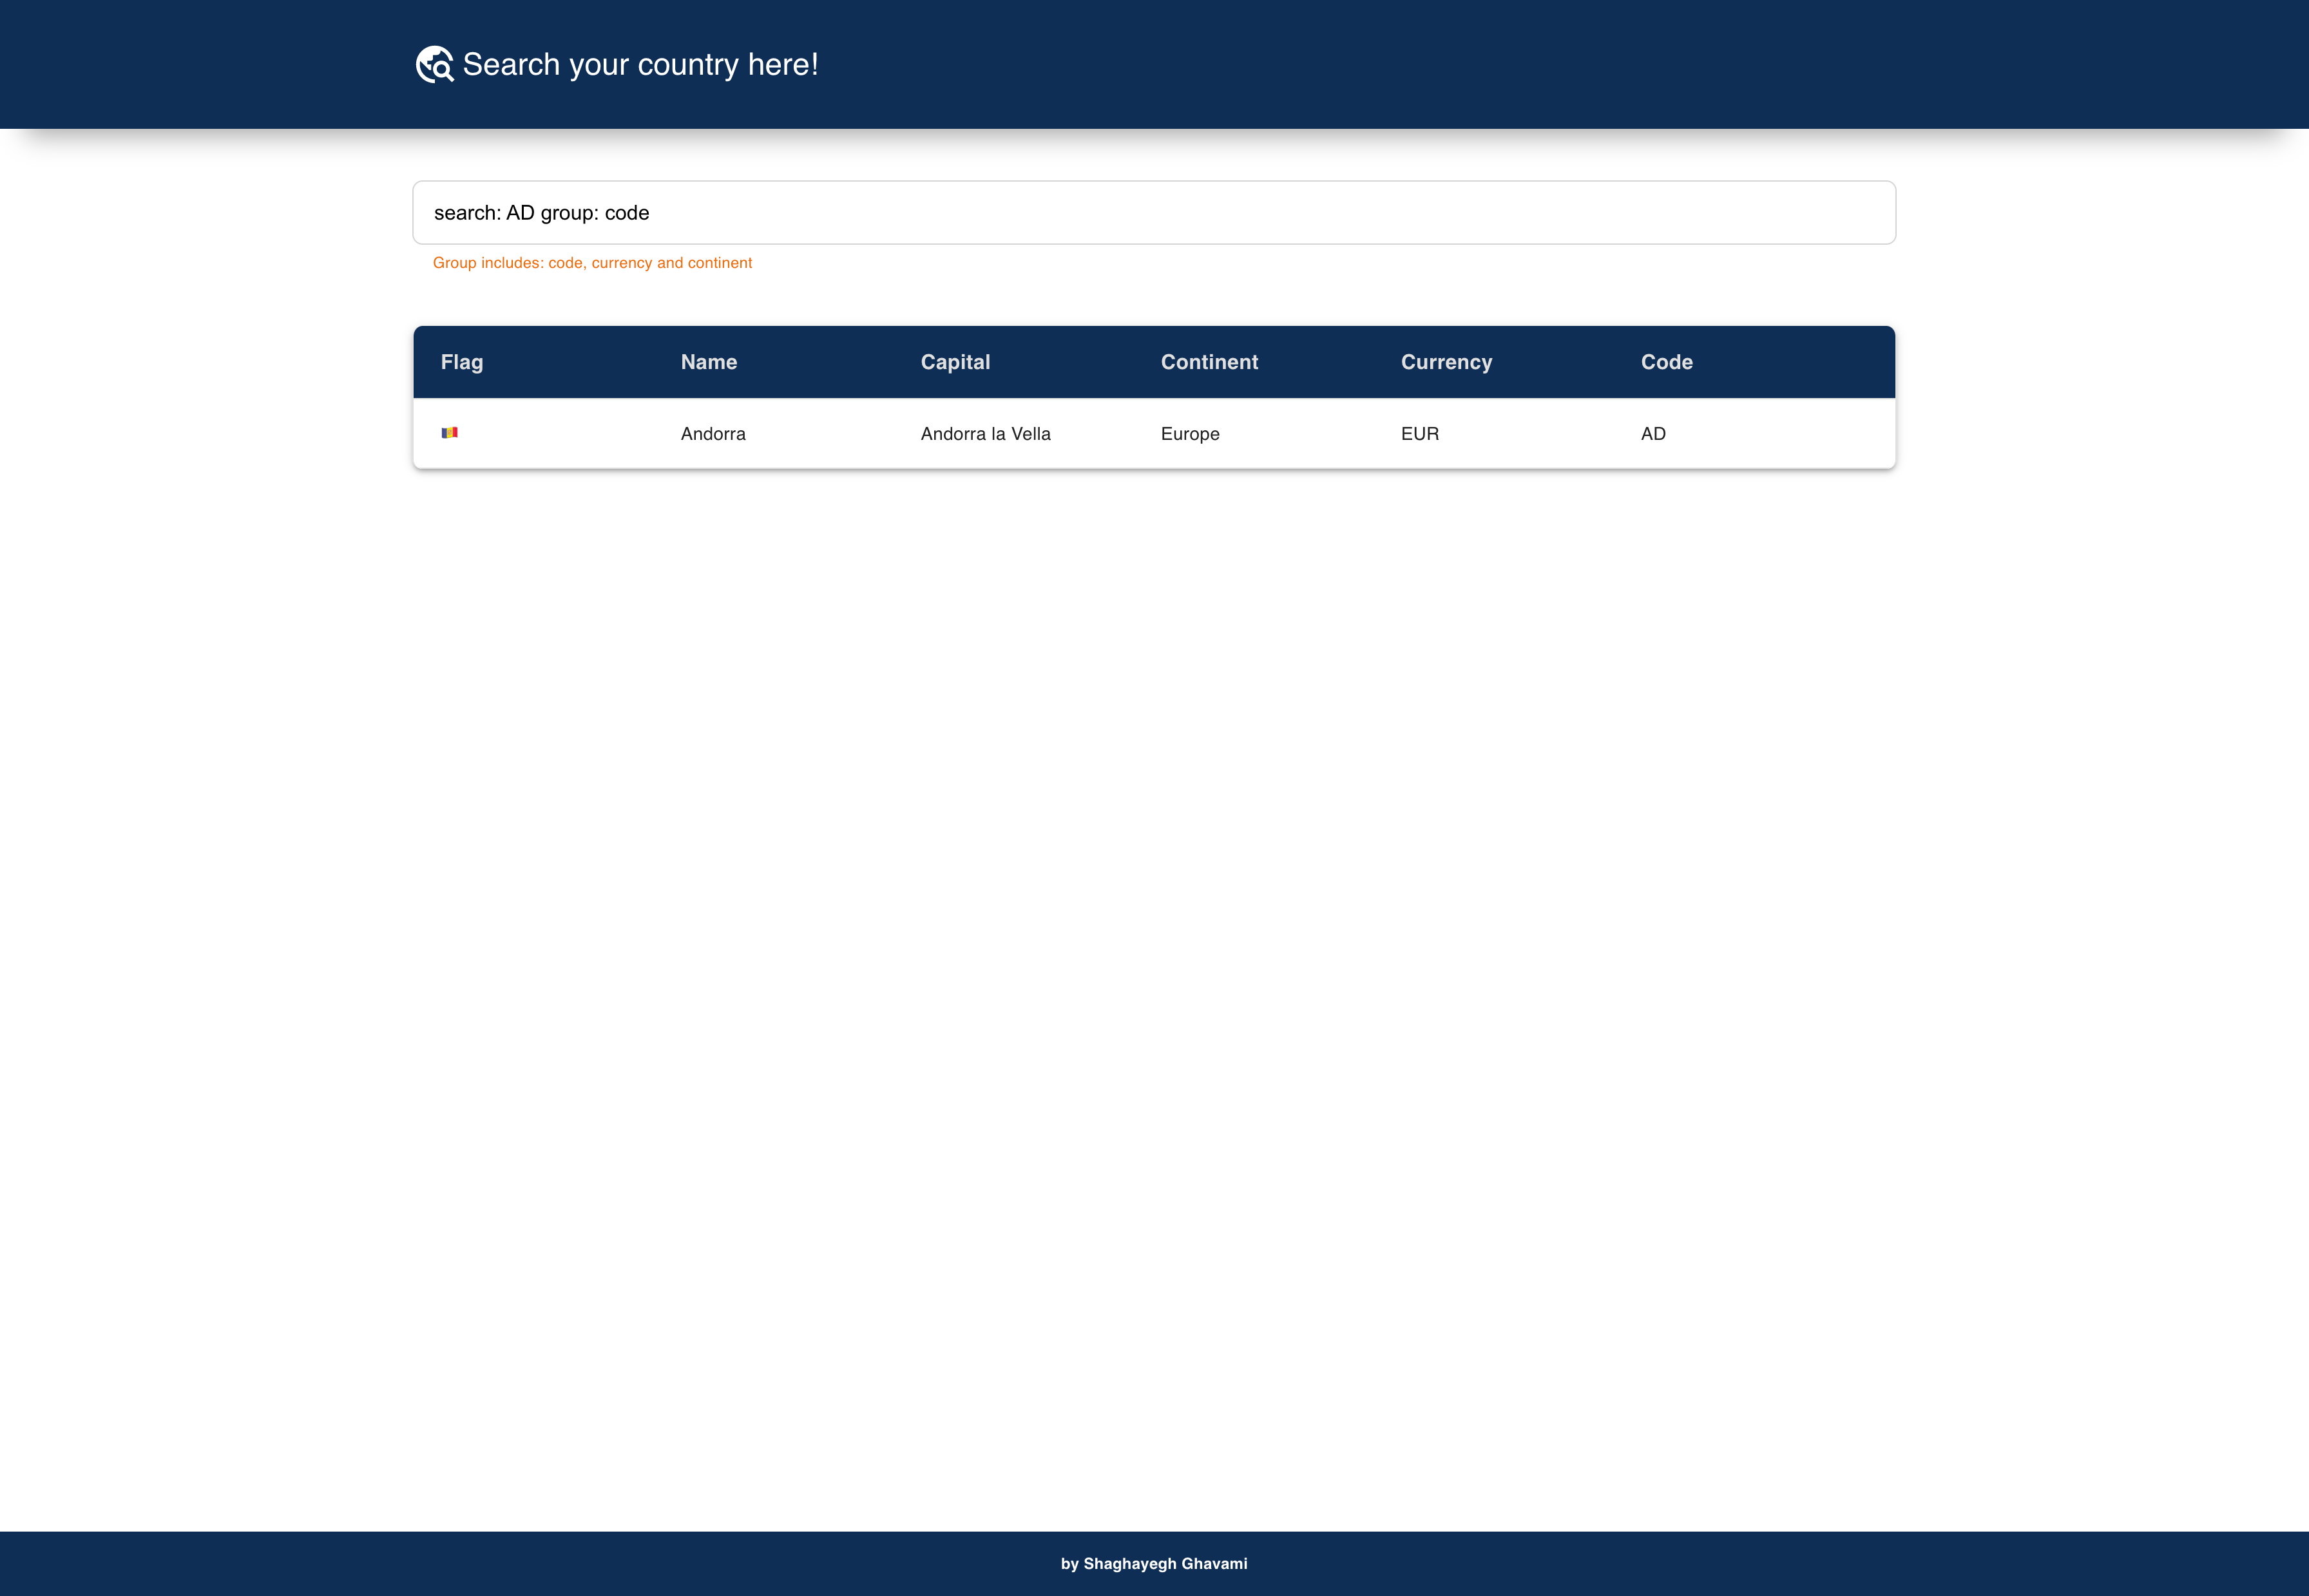 Search your country here!
search: AD group: code
Group includes: code, currency and continent
Flag Name Capital Continent Currency Code
Andorra Andorra la Vella Europe EUR AD
by Shaghayegh Ghavami